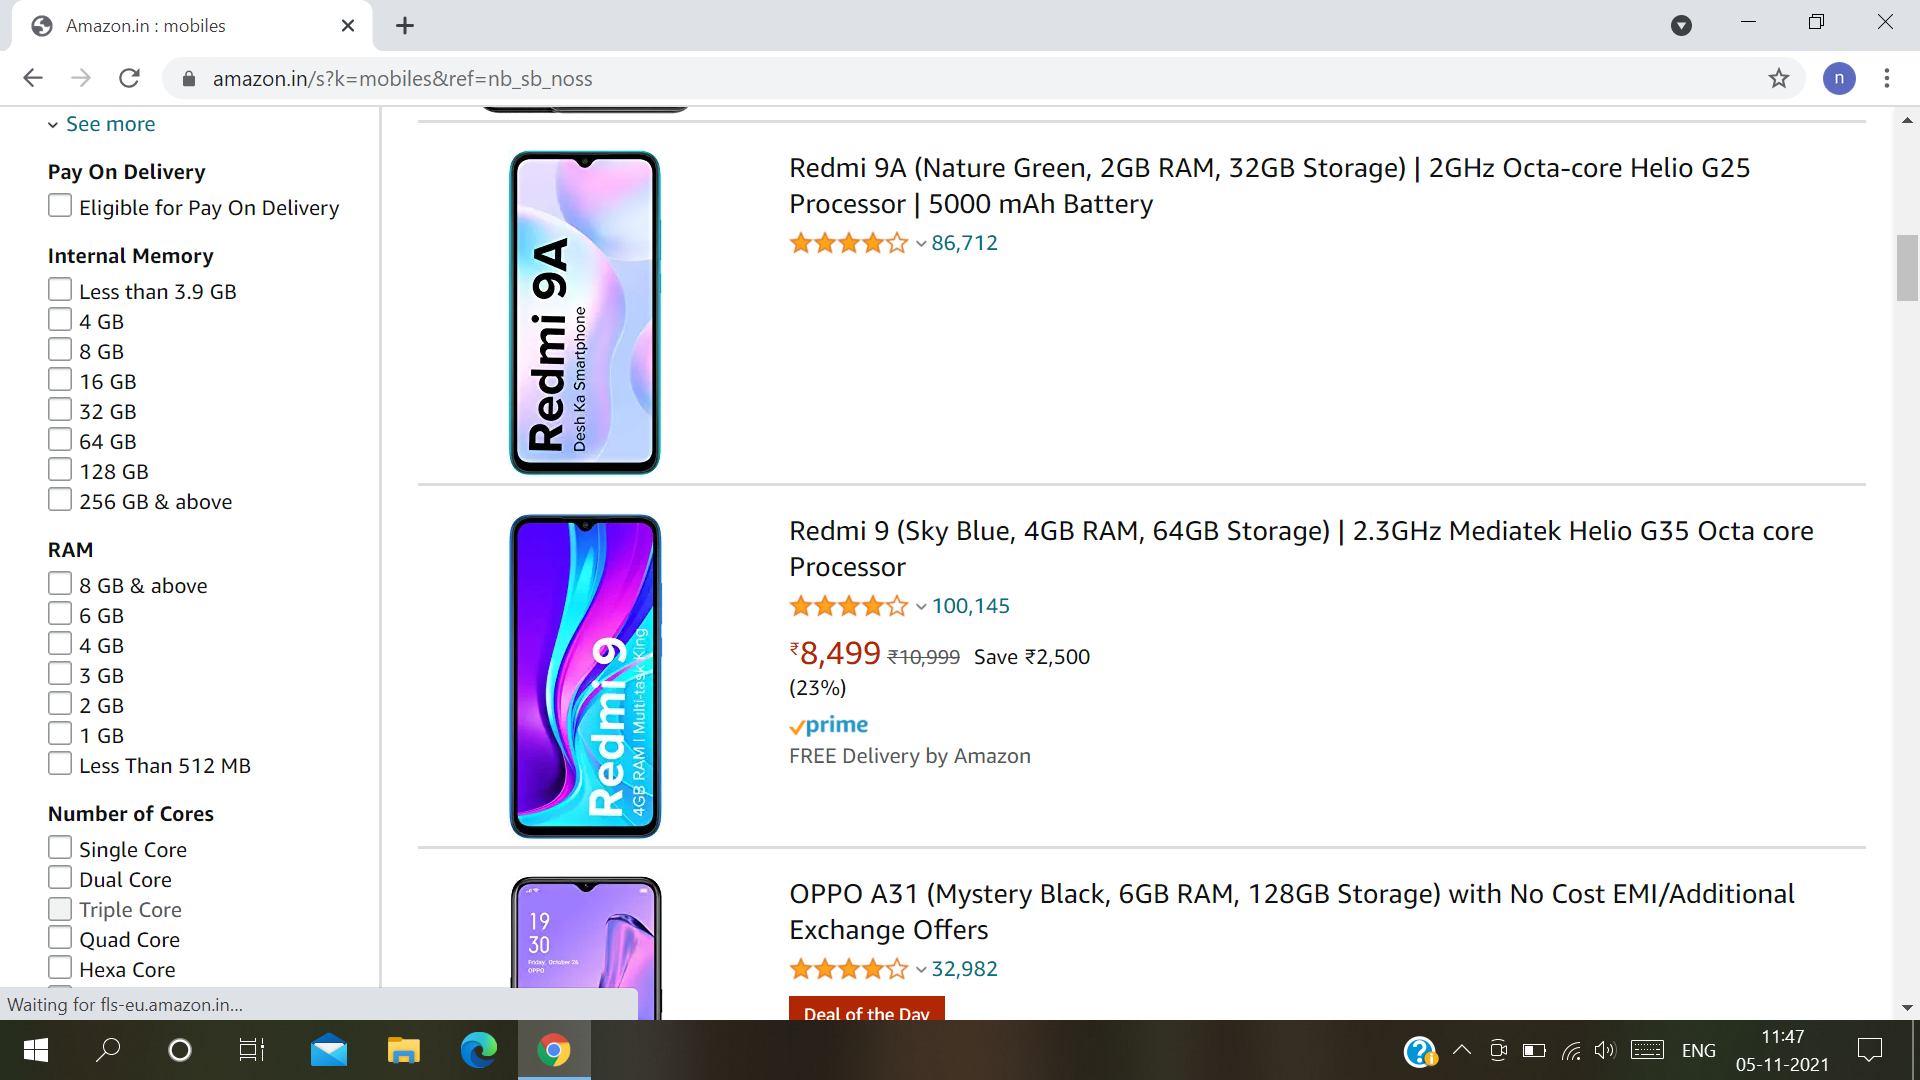 Amazon.in : mobiles
amazon.in/s?k=mobiles&ref=nb_sb_noss
n
See more
Pay On Delivery
Eligible for Pay On Delivery
Internal Memory
Less than 3.9 GB
4 GB
8 GB
16 GB
32 GB
64 GB
128 GB
256 GB & above
RAM
8 GB & above
6 GB
4 GB
3 GB
2 GB
1 GB
Less Than 512 MB
Number of Cores
Single Core
Dual Core
Triple Core
Quad Core
Hexa Core
Redmi 9A
Desh Ka Smartphone
Redmi 9A (Nature Green, 2GB RAM, 32GB Storage) | 2GHz Octa-core Helio G25
Processor | 5000 mAh Battery
86,712
Redmi 9
4GB RAM | Multi-task King
Redmi 9 (Sky Blue, 4GB RAM, 64GB Storage) | 2.3GHz Mediatek Helio G35 Octa core
Processor
100,145
₹8,499 ₹10,999 Save ₹2,500
(23%)
prime
FREE Delivery by Amazon
19
30
Friday, October 26
OPPO
OPPO A31 (Mystery Black, 6GB RAM, 128GB Storage) with No Cost EMI/Additional
Exchange Offers
32,982
Deal of the Day
Waiting for fls-eu.amazon.in...
ENG
11:47
05-11-2021